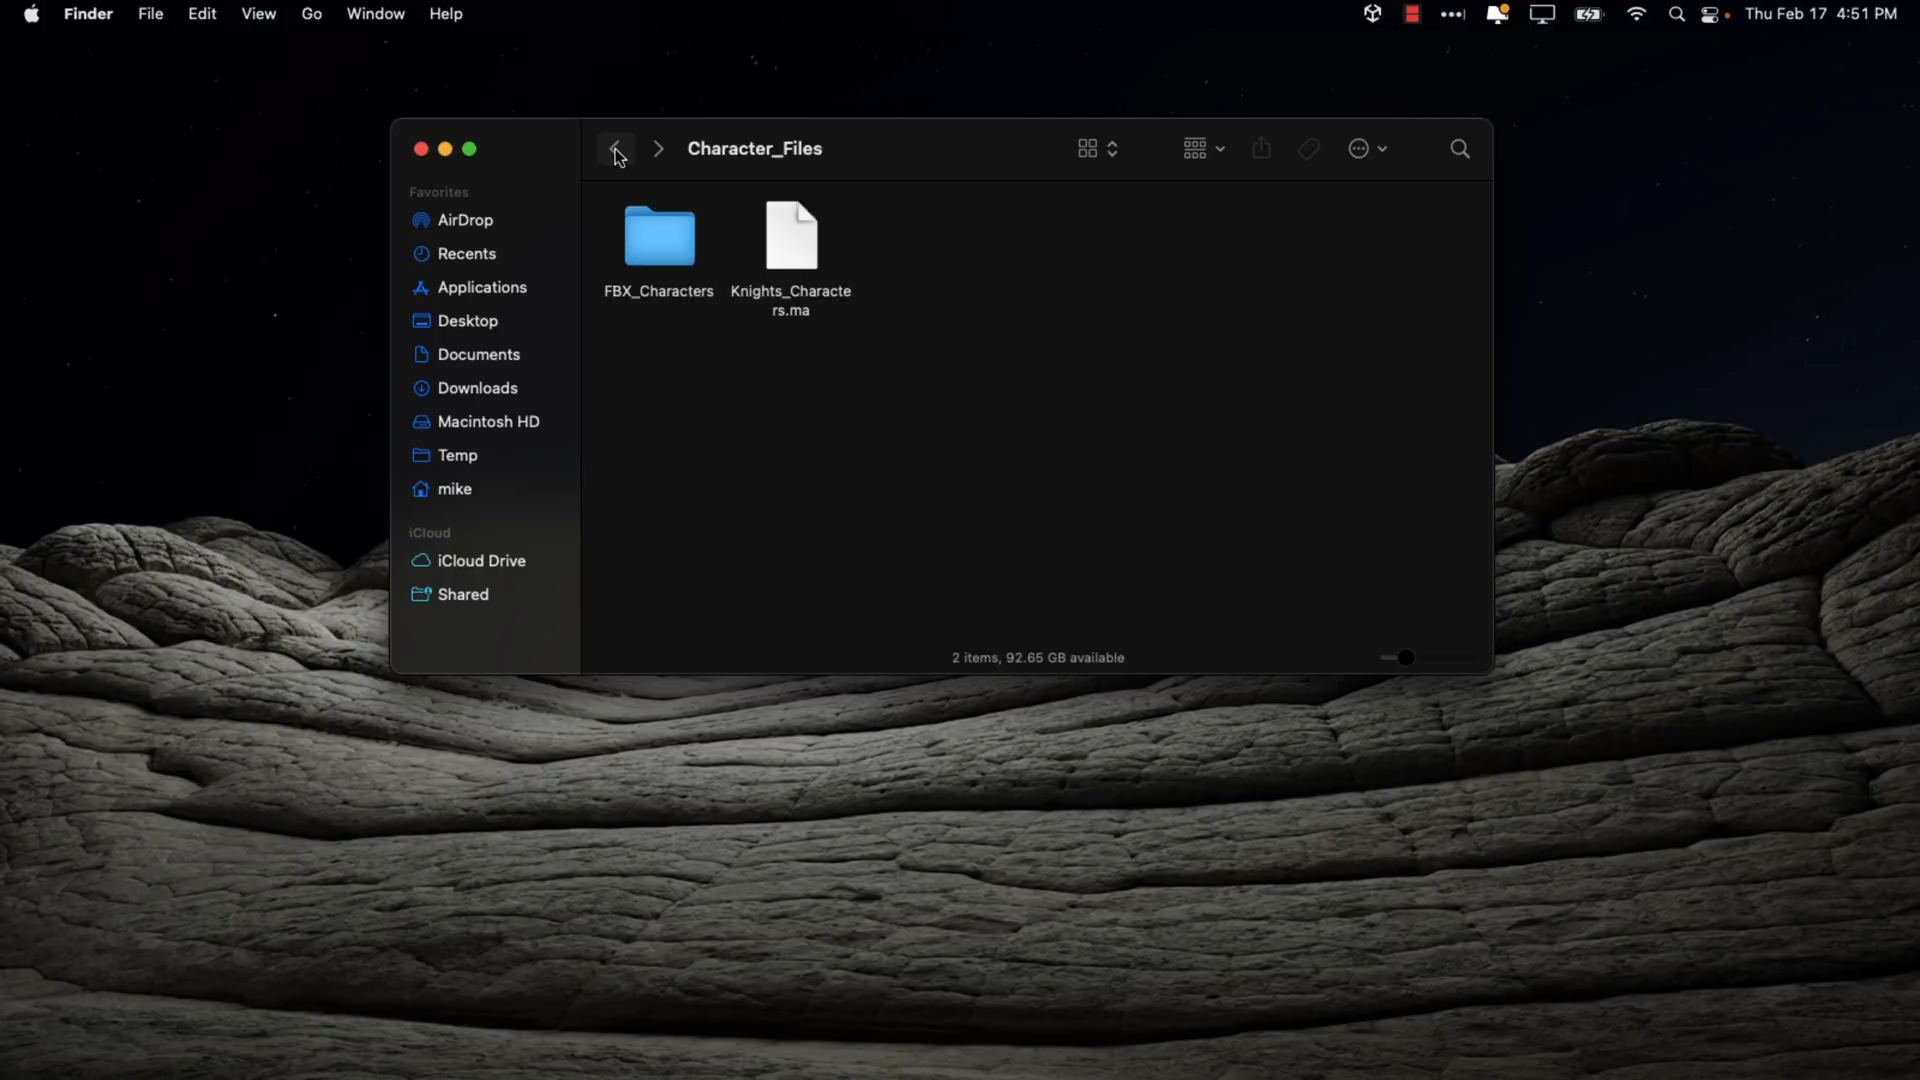 Finder File Edit View Go Window Help Thu Feb 17 4:51 PM
Character_Files
Favorites
AirDrop
Recents
Applications
Desktop
Documents
Downloads
Macintosh HD
Temp
mike
iCloud
iCloud Drive
Shared
FBX_Characters
Knights_Characte
rs.ma
2 items, 92.65 GB available